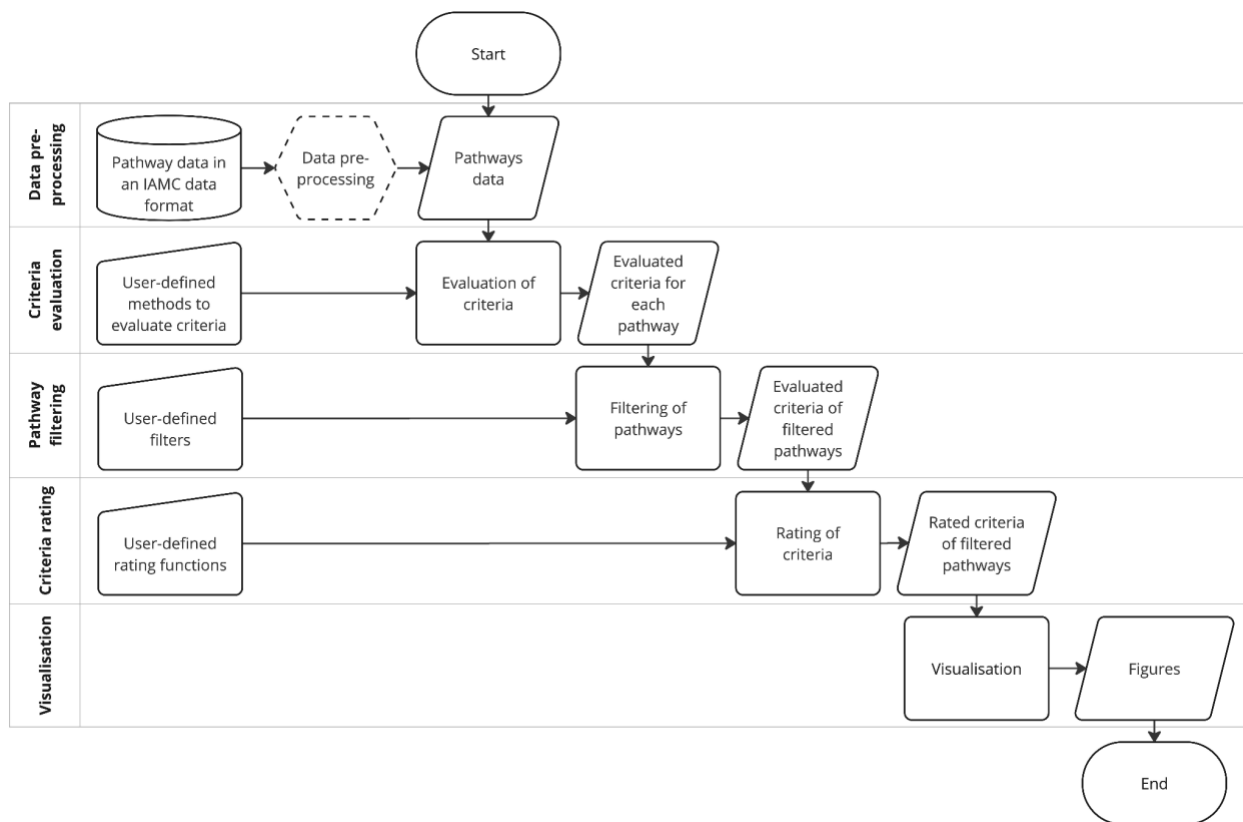 Start
Data pre-
processing
Pathway data in
an IAMC data
format
Data pre-
processing
Pathways
data
Criteria
evaluation
User-defined
methods to
evaluate criteria
Evaluation of
criteria
Evaluated
criteria for
each
pathway
Pathway
filtering
User-defined
filters
Filtering of
pathways
Evaluated
criteria of
filtered
pathways
Criteria rating
User-defined
rating functions
Rating of
criteria
Rated criteria
of filtered
pathways
Visualisation
Visualisation
Figures
End